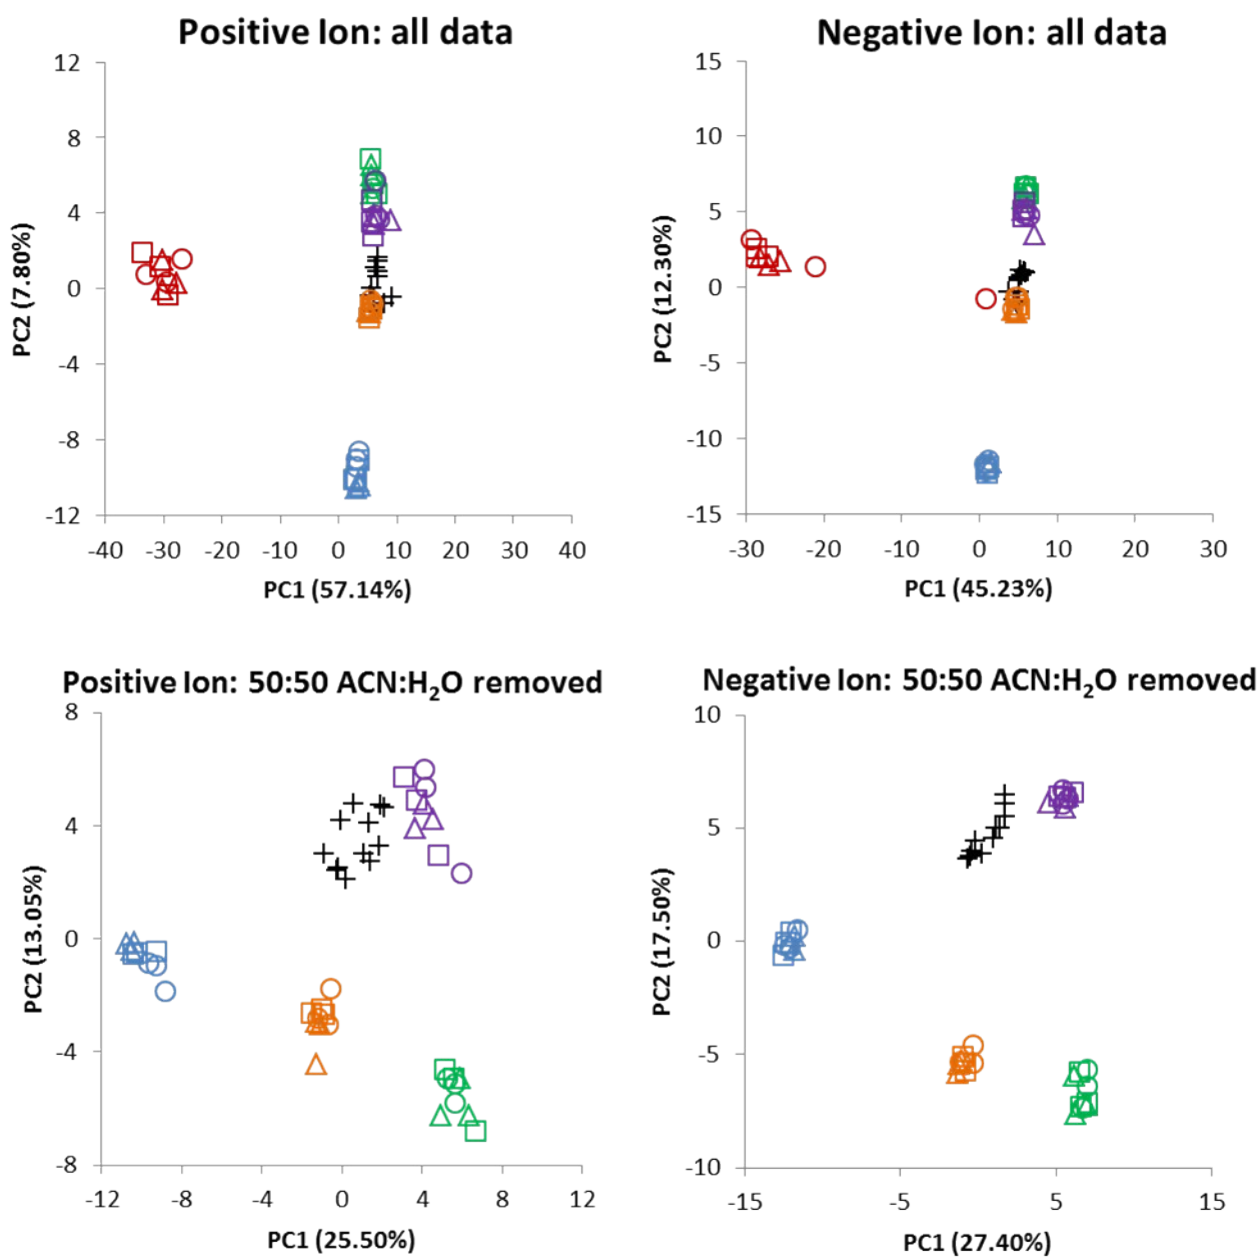 Positive Ion: all data
12
8
4
0
-4
-8
-12
-40 -30 -20 -10 0 10 20 30 40
PC2 (7.80%)
PC1 (57.14%)
Negative Ion: all data
15
10
5
0
-5
-10
-15
-30 -20 -10 0 10 20 30
PC2 (12.30%)
PC1 (45.23%)
Positive Ion: 50:50 ACN:H₂O removed
8
4
0
-4
-8
-12 -8 -4 0 4 8 12
PC2 (13.05%)
PC1 (25.50%)
Negative Ion: 50:50 ACN:H₂O removed
10
5
0
-5
-10
-15 -5 5 15
PC2 (17.50%)
PC1 (27.40%)